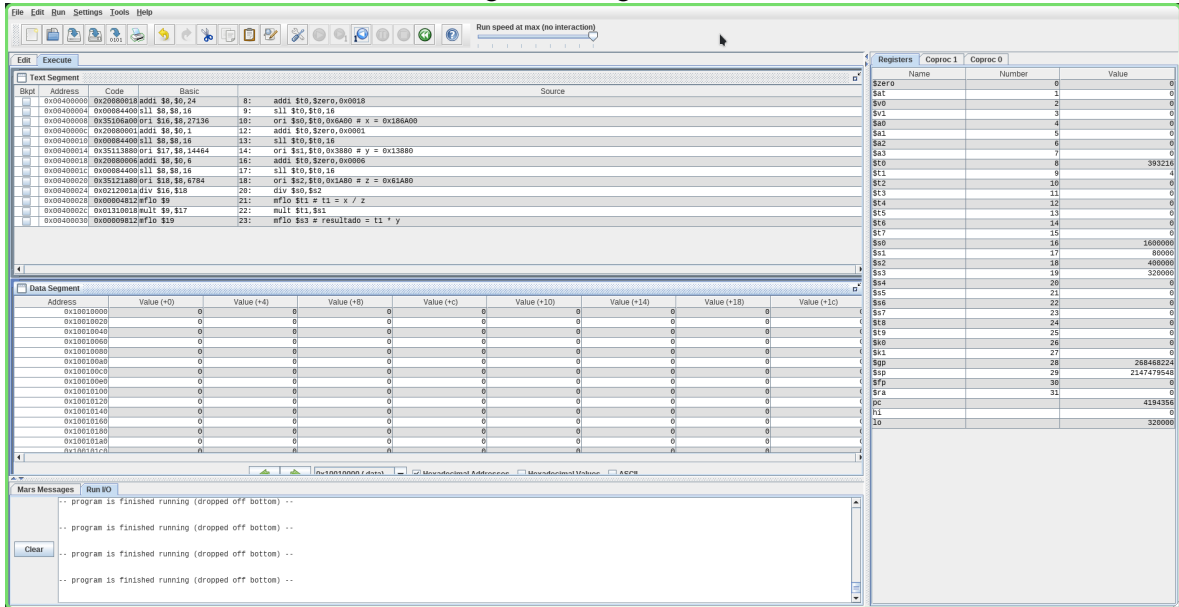 File Edit Run Settings Tools Help
Run speed at max (no interaction)
Edit Execute
Text Segment
Bkpt Address Code Basic Source
0x00400000 0x20080018 addi $8,$0,24 8: addi $t0,$zero,0x0018
0x00400004 0x00084400 sll $8,$8,16 9: sll $t0,$t0,16
0x00400008 0x35106a00 ori $16,$8,27136 10: ori $s0,$t0,0x6A00 # x = 0x186A00
0x0040000c 0x20080001 addi $8,$0,1 12: addi $t0,$zero,0x0001
0x00400010 0x00084400 sll $8,$8,16 13: sll $t0,$t0,16
0x00400014 0x35113880 ori $17,$8,14464 14: ori $s1,$t0,0x3880 # y = 0x13880
0x00400018 0x20080006 addi $8,$0,6 16: addi $t0,$zero,0x0006
0x0040001c 0x00084400 sll $8,$8,16 17: sll $t0,$t0,16
0x00400020 0x35121a80 ori $18,$8,6784 18: ori $s2,$t0,0x1A80 # z = 0x61A80
0x00400024 0x0212001a div $16,$18 20: div $s0,$s2
0x00400028 0x00004812 mflo $9 21: mflo $t1 # t1 = x / z
0x0040002c 0x01310018 mult $9,$17 22: mult $t1,$s1
0x00400030 0x00009812 mflo $19 23: mflo $s3 # resultado = t1 * y
Data Segment
Address Value (+0) Value (+4) Value (+8) Value (+c) Value (+10) Value (+14) Value (+18) Value (+1c)
0x10010000 0 0 0 0 0 0 0
0x10010020 0 0 0 0 0 0 0
0x10010040 0 0 0 0 0 0 0
0x10010060 0 0 0 0 0 0 0
0x10010080 0 0 0 0 0 0 0
0x100100a0 0 0 0 0 0 0 0
0x100100c0 0 0 0 0 0 0 0
0x100100e0 0 0 0 0 0 0 0
0x10010100 0 0 0 0 0 0 0
0x10010120 0 0 0 0 0 0 0
0x10010140 0 0 0 0 0 0 0
0x10010160 0 0 0 0 0 0 0
0x10010180 0 0 0 0 0 0 0
0x100101a0 0 0 0 0 0 0 0
0x100101c0 0 0 0 0 0 0 0
0x10010000 (.data) Hexadecimal Addresses Hexadecimal Values ASCII
Mars Messages Run I/O
-- program is finished running (dropped off bottom) --
-- program is finished running (dropped off bottom) --
Clear
-- program is finished running (dropped off bottom) --
-- program is finished running (dropped off bottom) --
Registers Coproc 1 Coproc 0
Name Number Value
$zero 0 0
$at 1 0
$v0 2 0
$v1 3 0
$a0 4 0
$a1 5 0
$a2 6 0
$a3 7 0
$t0 8 393216
$t1 9 4
$t2 10 0
$t3 11 0
$t4 12 0
$t5 13 0
$t6 14 0
$t7 15 0
$s0 16 1600000
$s1 17 80000
$s2 18 400000
$s3 19 320000
$s4 20 0
$s5 21 0
$s6 22 0
$s7 23 0
$t8 24 0
$t9 25 0
$k0 26 0
$k1 27 0
$gp 28 268468224
$sp 29 2147479548
$fp 30 0
$ra 31 0
pc 4194356
hi 0
lo 320000